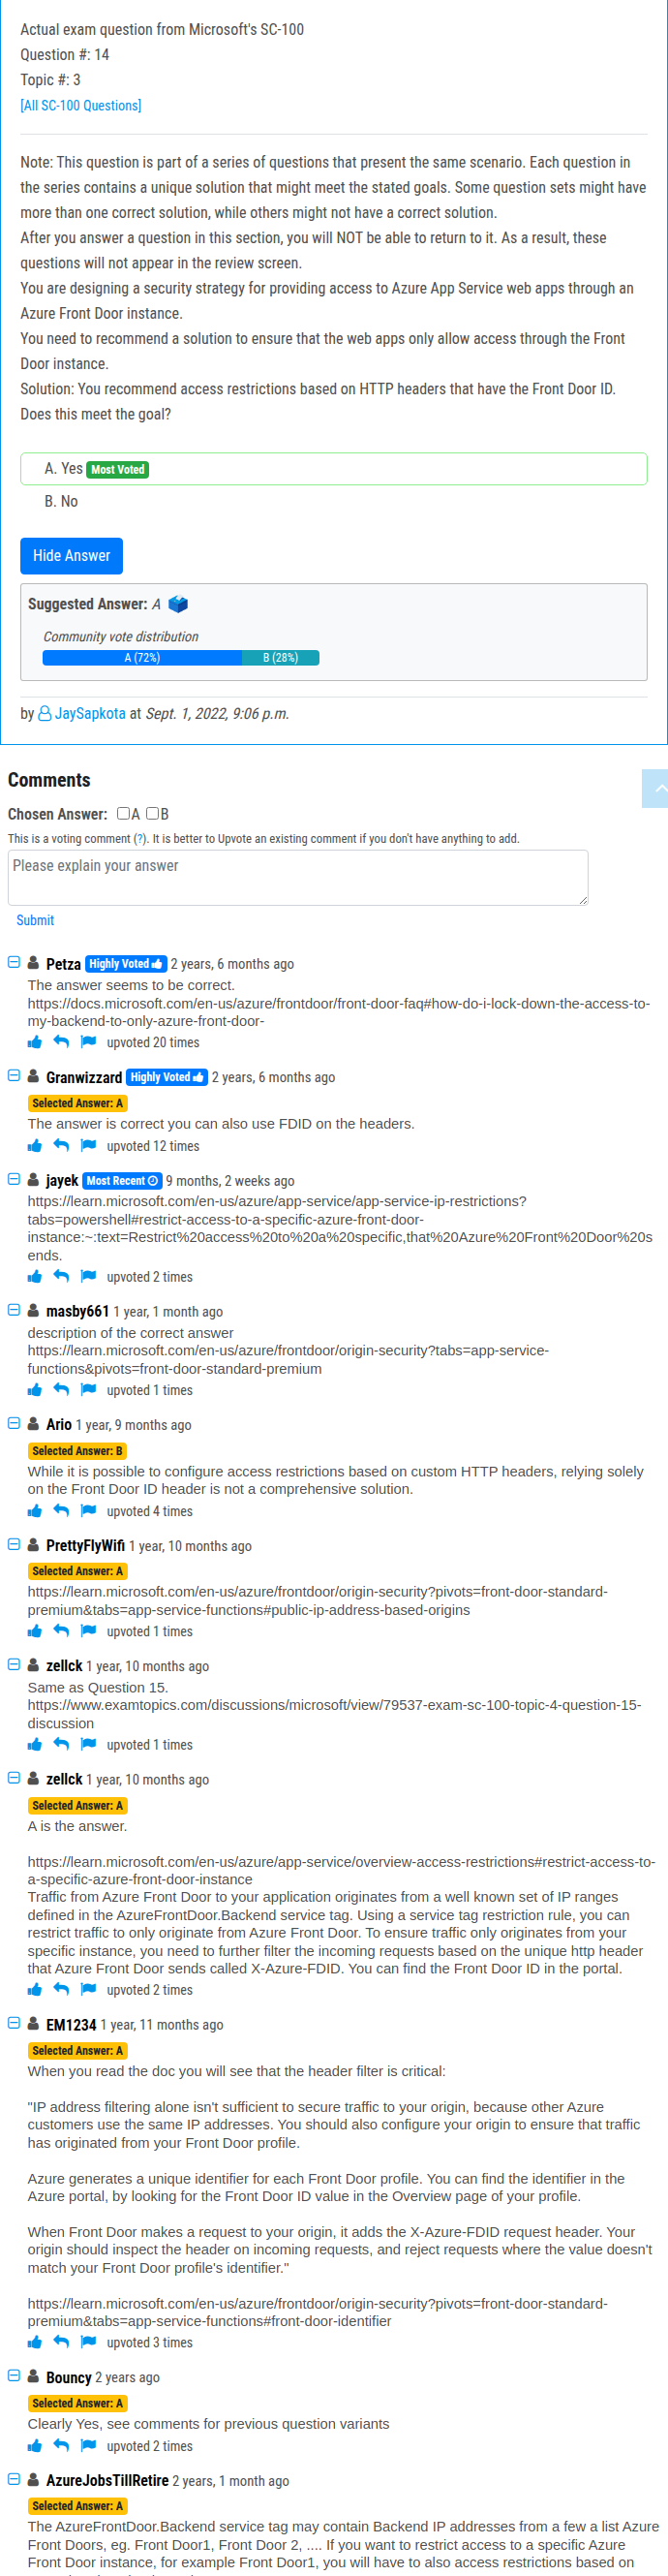 Actual exam question from Microsoft's SC-100
Question #: 14
Topic #: 3
[All SC-100 Questions]
Note: This question is part of a series of questions that present the same scenario. Each question in
the series contains a unique solution that might meet the stated goals. Some question sets might have
more than one correct solution, while others might not have a correct solution.
After you answer a question in this section, you will NOT be able to return to it. As a result, these
questions will not appear in the review screen.
You are designing a security strategy for providing access to Azure App Service web apps through an
Azure Front Door instance.
You need to recommend a solution to ensure that the web apps only allow access through the Front
Door instance.
Solution: You recommend access restrictions based on HTTP headers that have the Front Door ID.
Does this meet the goal?
A. Yes Most Voted
B. No
Hide Answer
Suggested Answer: A
Community vote distribution
A (72%) B (28%)
by JaySapkota at Sept. 1, 2022, 9:06 p.m.
Comments
Chosen Answer: A B
This is a voting comment (?). It is better to Upvote an existing comment if you don't have anything to add.
Please explain your answer
Submit
Petza Highly Voted 2 years, 6 months ago
The answer seems to be correct.
https://docs.microsoft.com/en-us/azure/frontdoor/front-door-faq#how-do-i-lock-down-the-access-to-
my-backend-to-only-azure-front-door-
upvoted 20 times
Granwizzard Highly Voted 2 years, 6 months ago
Selected Answer: A
The answer is correct you can also use FDID on the headers.
upvoted 12 times
jayek Most Recent 9 months, 2 weeks ago
https://learn.microsoft.com/en-us/azure/app-service/app-service-ip-restrictions?
tabs=powershell#restrict-access-to-a-specific-azure-front-door-
instance:~:text=Restrict%20access%20to%20a%20specific,that%20Azure%20Front%20Door%20s
ends.
upvoted 2 times
masby661 1 year, 1 month ago
description of the correct answer
https://learn.microsoft.com/en-us/azure/frontdoor/origin-security?tabs=app-service-
functions&pivots=front-door-standard-premium
upvoted 1 times
Ario 1 year, 9 months ago
Selected Answer: B
While it is possible to configure access restrictions based on custom HTTP headers, relying solely
on the Front Door ID header is not a comprehensive solution.
upvoted 4 times
PrettyFlyWifi 1 year, 10 months ago
Selected Answer: A
https://learn.microsoft.com/en-us/azure/frontdoor/origin-security?pivots=front-door-standard-
premium&tabs=app-service-functions#public-ip-address-based-origins
upvoted 1 times
zellck 1 year, 10 months ago
Same as Question 15.
https://www.examtopics.com/discussions/microsoft/view/79537-exam-sc-100-topic-4-question-15-
discussion
upvoted 1 times
zellck 1 year, 10 months ago
Selected Answer: A
A is the answer.
https://learn.microsoft.com/en-us/azure/app-service/overview-access-restrictions#restrict-access-to-
a-specific-azure-front-door-instance
Traffic from Azure Front Door to your application originates from a well known set of IP ranges
defined in the AzureFrontDoor.Backend service tag. Using a service tag restriction rule, you can
restrict traffic to only originate from Azure Front Door. To ensure traffic only originates from your
specific instance, you need to further filter the incoming requests based on the unique http header
that Azure Front Door sends called X-Azure-FDID. You can find the Front Door ID in the portal.
upvoted 2 times
EM1234 1 year, 11 months ago
Selected Answer: A
When you read the doc you will see that the header filter is critical:
"IP address filtering alone isn't sufficient to secure traffic to your origin, because other Azure
customers use the same IP addresses. You should also configure your origin to ensure that traffic
has originated from your Front Door profile.
Azure generates a unique identifier for each Front Door profile. You can find the identifier in the
Azure portal, by looking for the Front Door ID value in the Overview page of your profile.
When Front Door makes a request to your origin, it adds the X-Azure-FDID request header. Your
origin should inspect the header on incoming requests, and reject requests where the value doesn't
match your Front Door profile's identifier."
https://learn.microsoft.com/en-us/azure/frontdoor/origin-security?pivots=front-door-standard-
premium&tabs=app-service-functions#front-door-identifier
upvoted 3 times
Bouncy 2 years ago
Selected Answer: A
Clearly Yes, see comments for previous question variants
upvoted 2 times
AzureJobsTillRetire 2 years, 1 month ago
Selected Answer: A
The AzureFrontDoor.Backend service tag may contain Backend IP addresses from a few a list Azure
Front Doors, eg. Front Door1, Front Door 2, .... If you want to restrict access to a specific Azure
Front Door instance, for example Front Door1, you will have to also access restrictions based on